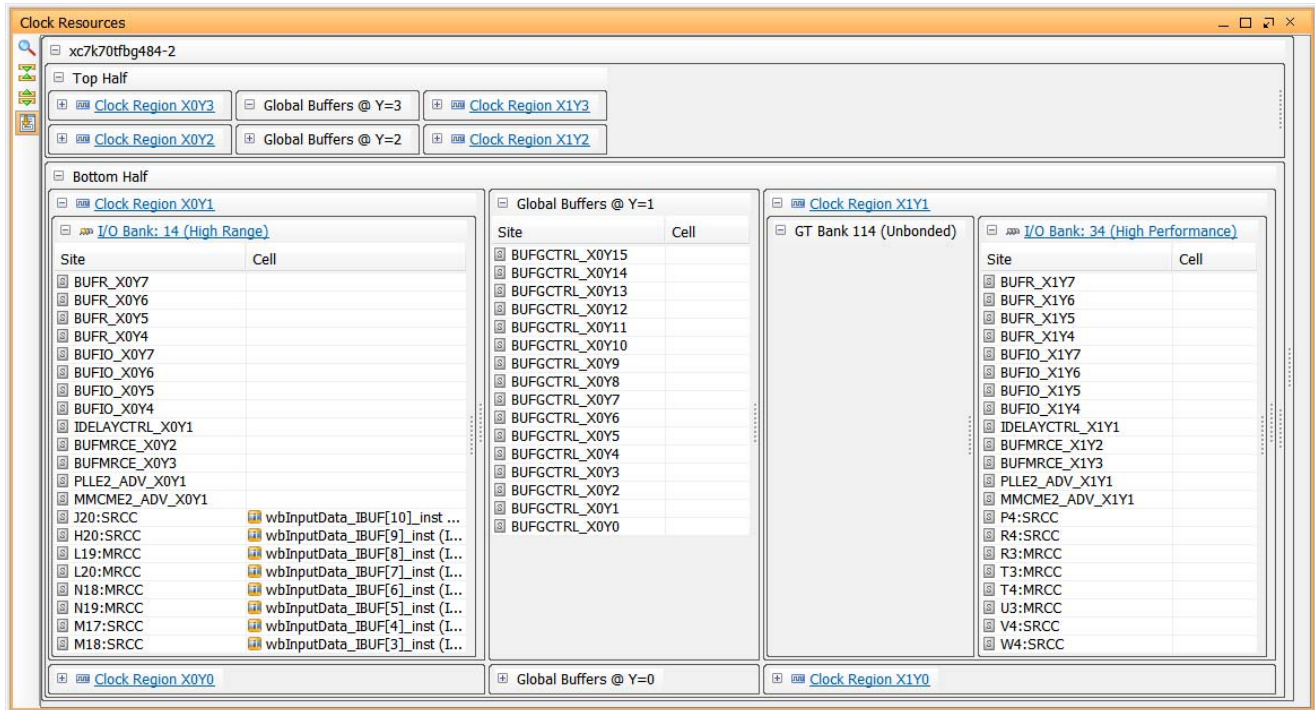 Clock Resources
xc7k70tfbg484-2
Top Half
Clock Region X0Y3 Global Buffers @ Y=3 Clock Region X1Y3
Clock Region X0Y2 Global Buffers @ Y=2 Clock Region X1Y2
Bottom Half
Clock Region X0Y1
I/O Bank: 14 (High Range)
Site Cell
BUFR_X0Y7
BUFR_X0Y6
BUFR_X0Y5
BUFR_X0Y4
BUFIO_X0Y7
BUFIO_X0Y6
BUFIO_X0Y5
BUFIO_X0Y4
IDELAYCTRL_X0Y1
BUFMRCE_X0Y2
BUFMRCE_X0Y3
PLLE2_ADV_X0Y1
MMCME2_ADV_X0Y1
J20:SRCC wbInputData_IBUF[10]_inst ...
H20:SRCC wbInputData_IBUF[9]_inst (I...
L19:MRCC wbInputData_IBUF[8]_inst (I...
L20:MRCC wbInputData_IBUF[7]_inst (I...
N18:MRCC wbInputData_IBUF[6]_inst (I...
N19:MRCC wbInputData_IBUF[5]_inst (I...
M17:SRCC wbInputData_IBUF[4]_inst (I...
M18:SRCC wbInputData_IBUF[3]_inst (I...
Global Buffers @ Y=1
Site Cell
BUFGCTRL_X0Y15
BUFGCTRL_X0Y14
BUFGCTRL_X0Y13
BUFGCTRL_X0Y12
BUFGCTRL_X0Y11
BUFGCTRL_X0Y10
BUFGCTRL_X0Y9
BUFGCTRL_X0Y8
BUFGCTRL_X0Y7
BUFGCTRL_X0Y6
BUFGCTRL_X0Y5
BUFGCTRL_X0Y4
BUFGCTRL_X0Y3
BUFGCTRL_X0Y2
BUFGCTRL_X0Y1
BUFGCTRL_X0Y0
Clock Region X1Y1
GT Bank 114 (Unbonded)
I/O Bank: 34 (High Performance)
Site Cell
BUFR_X1Y7
BUFR_X1Y6
BUFR_X1Y5
BUFR_X1Y4
BUFIO_X1Y7
BUFIO_X1Y6
BUFIO_X1Y5
BUFIO_X1Y4
IDELAYCTRL_X1Y1
BUFMRCE_X1Y2
BUFMRCE_X1Y3
PLLE2_ADV_X1Y1
MMCME2_ADV_X1Y1
P4:SRCC
R4:SRCC
R3:MRCC
T3:MRCC
T4:MRCC
U3:MRCC
V4:SRCC
W4:SRCC
Clock Region X0Y0 Global Buffers @ Y=0 Clock Region X1Y0